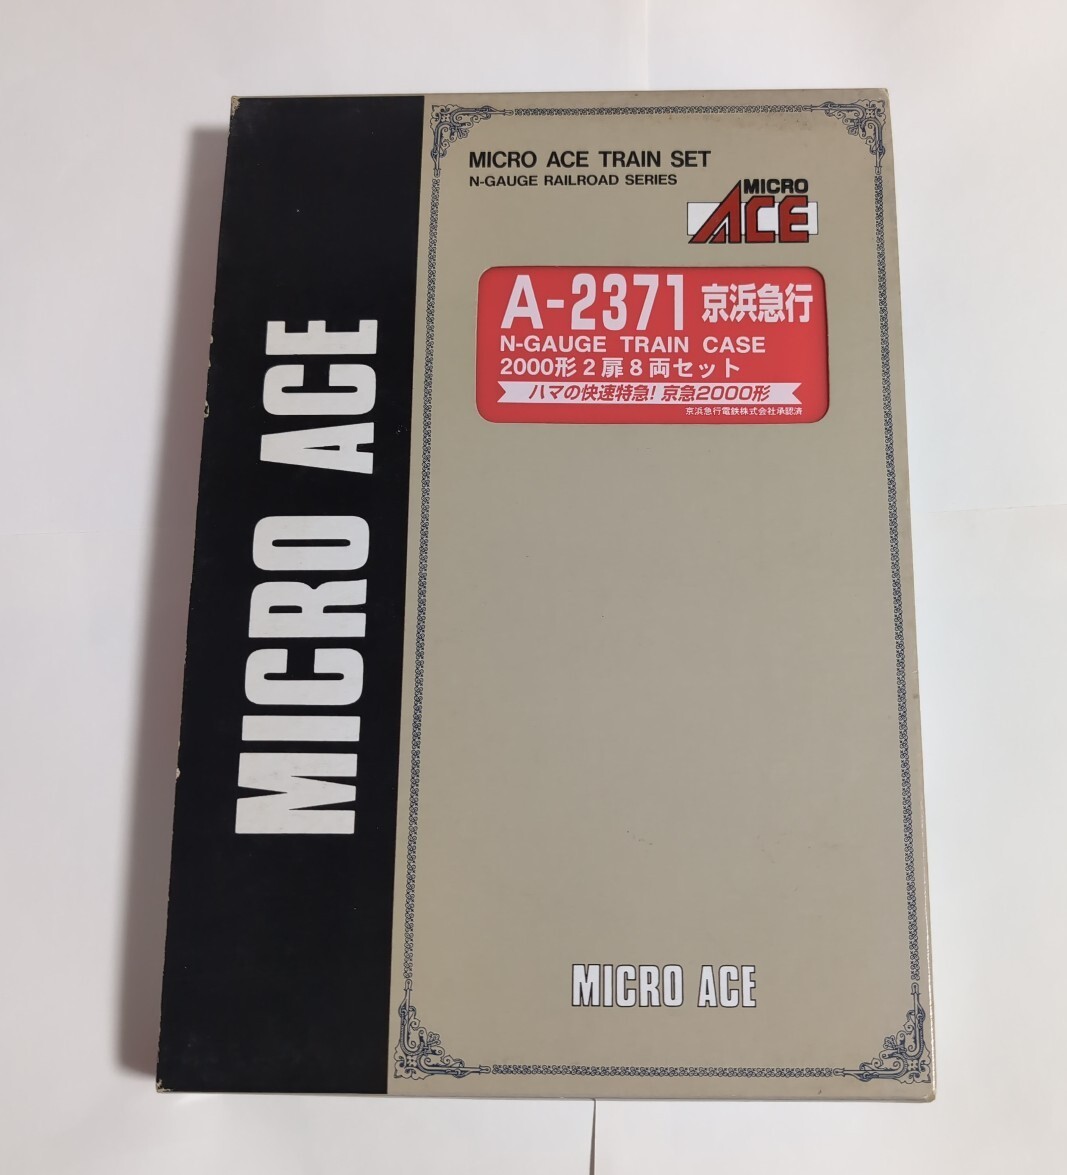 MICRO ACE
MICRO ACE TRAIN SET
N-GAUGE RAILROAD SERIES
MICRO
ACE
A-2371 京浜急行
N-GAUGE TRAIN CASE
2000形2扉8両セット
ハマの快速特急!京急2000形
京浜急行電鉄株式会社承認済
MICRO ACE